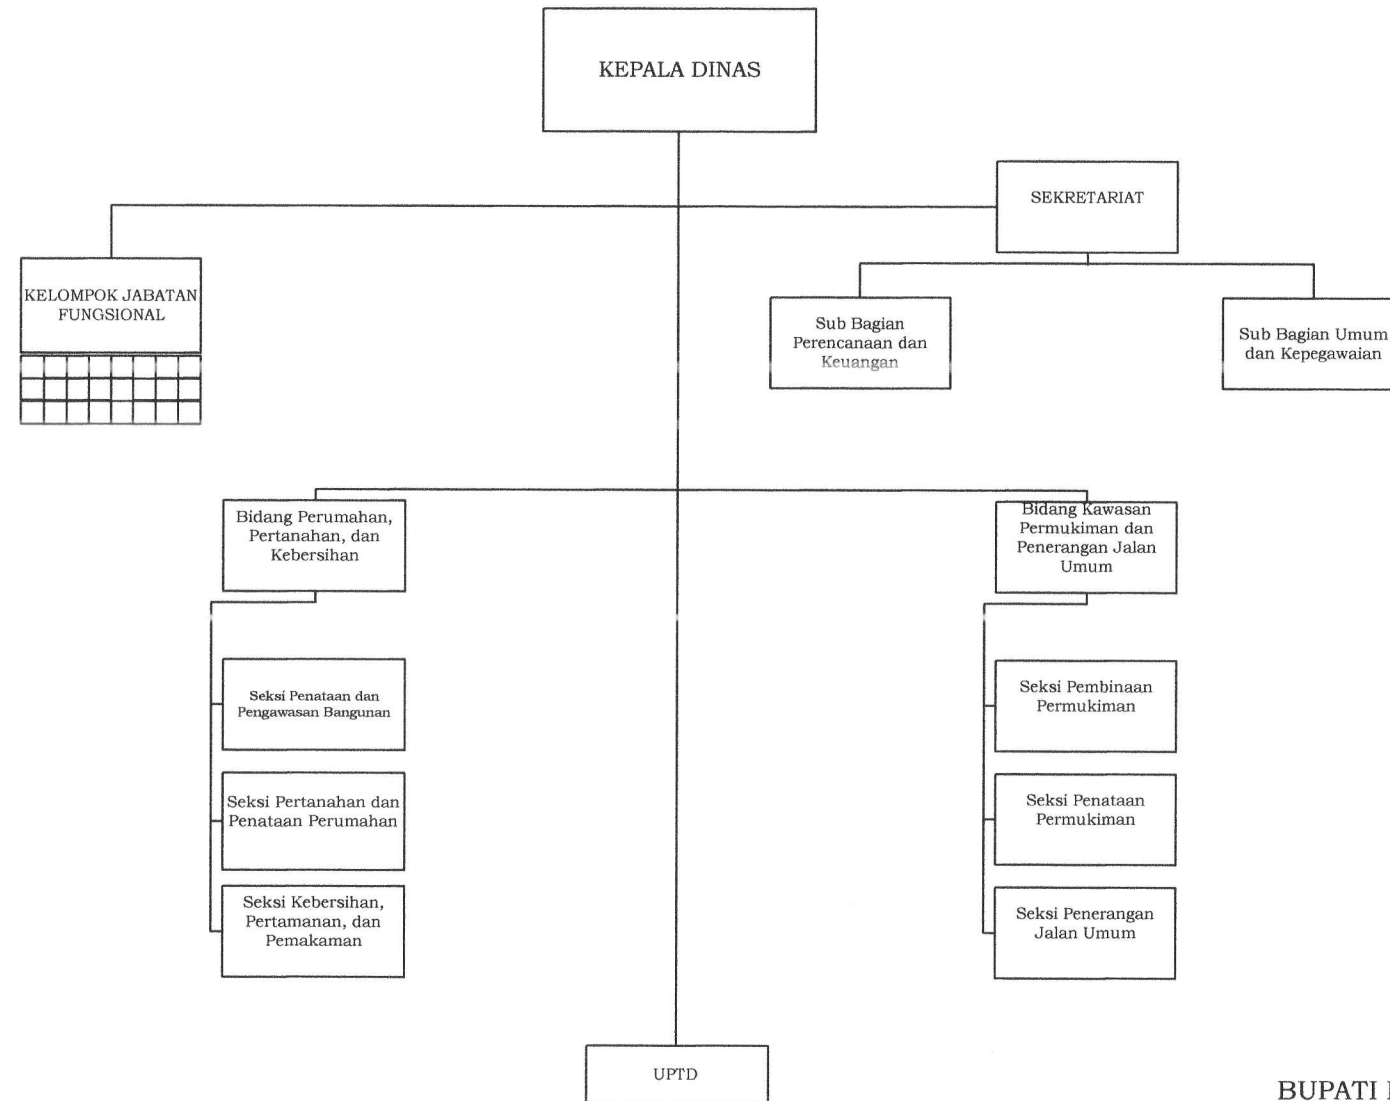 KEPALA DINAS
SEKRETARIAT
KELOMPOK JABATAN
FUNGSIONAL
Sub Bagian
Perencanaan dan
Keuangan
Sub Bagian Umum
dan Kepegawaian
Bidang Perumahan,
Pertanahan, dan
Kebersihan
Bidang Kawasan
Permukiman dan
Penerangan Jalan
Umum
Seksi Penataan dan
Pengawasan Bangunan
Seksi Pembinaan
Permukiman
Seksi Pertanahan dan
Penataan Perumahan
Seksi Penataan
Permukiman
Seksi Kebersihan,
Pertamanan, dan
Pemakaman
Seksi Penerangan
Jalan Umum
UPTD
BUPATI